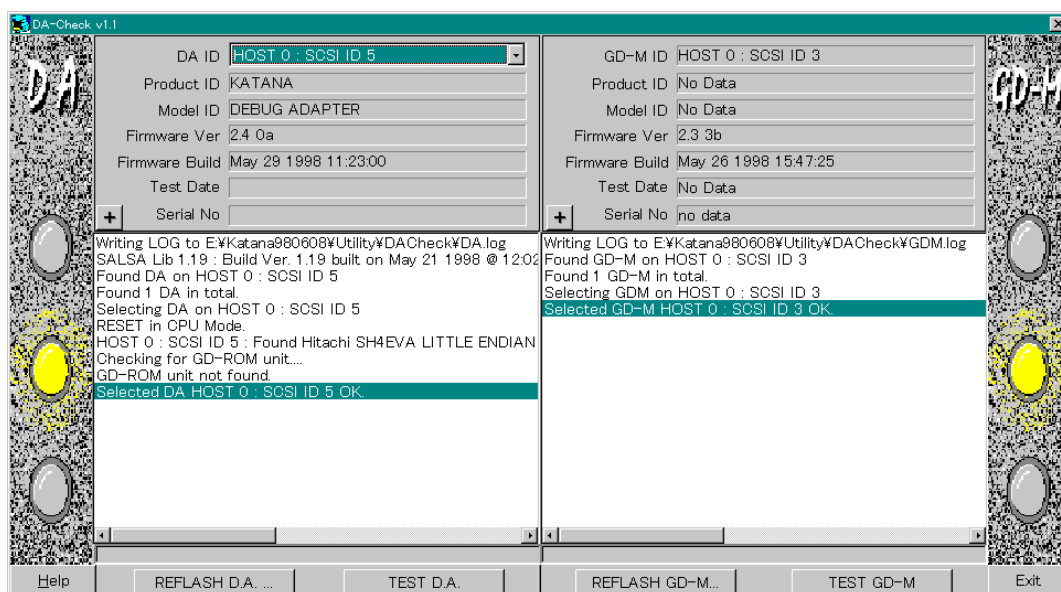 DA-Check v1.1
DA
DA ID HOST 0 : SCSI ID 5
Product ID KATANA
Model ID DEBUG ADAPTER
Firmware Ver 2.4 0a
Firmware Build May 29 1998 11:23:00
Test Date
+ Serial No
Writing LOG to E:¥Katana980608¥Utility¥DACheck¥DA.log
SALSA Lib 1.19 : Build Ver. 1.19 built on May 21 1998 @ 12:02
Found DA on HOST 0 : SCSI ID 5
Found 1 DA in total.
Selecting DA on HOST 0 : SCSI ID 5
RESET in CPU Mode.
HOST 0 : SCSI ID 5 : Found Hitachi SH4EVA LITTLE ENDIAN
Checking for GD-ROM unit....
GD-ROM unit not found.
Selected DA HOST 0 : SCSI ID 5 OK.
GD-M
GD-M ID HOST 0 : SCSI ID 3
Product ID No Data
Model ID No Data
Firmware Ver 2.3 3b
Firmware Build May 26 1998 15:47:25
Test Date No Data
+ Serial No no data
Writing LOG to E:¥Katana980608¥Utility¥DACheck¥GDM.log
Found GD-M on HOST 0 : SCSI ID 3
Found 1 GD-M in total.
Selecting GDM on HOST 0 : SCSI ID 3
Selected GD-M HOST 0 : SCSI ID 3 OK.
Help REFLASH D.A. ... TEST D.A. REFLASH GD-M... TEST GD-M Exit